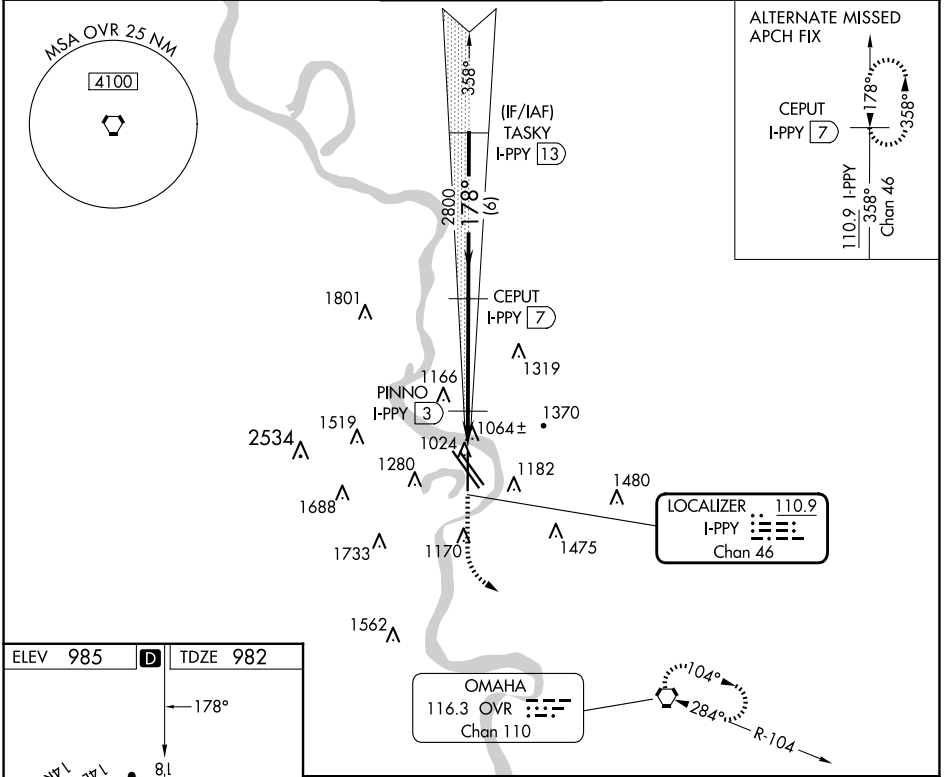 MSA OVR 25 NM
4100
358°
(IF/IAF)
TASKY
I-PPY 13
2800
178°
(6)
ALTERNATE MISSED
APCH FIX
CEPUT
I-PPY 7
178°
358°
110.9 I-PPY
358°
Chan 46
1801
CEPUT
I-PPY 7
1319
1166
PINNO
I-PPY 3
1370
1519
1064±
2534
1024
1280
1182
1480
1688
LOCALIZER 110.9
I-PPY
Chan 46
1733
1170
1475
1562
ELEV 985 D TDZE 982
178°
18
OMAHA
116.3 OVR
Chan 110
104°
284°
R-104